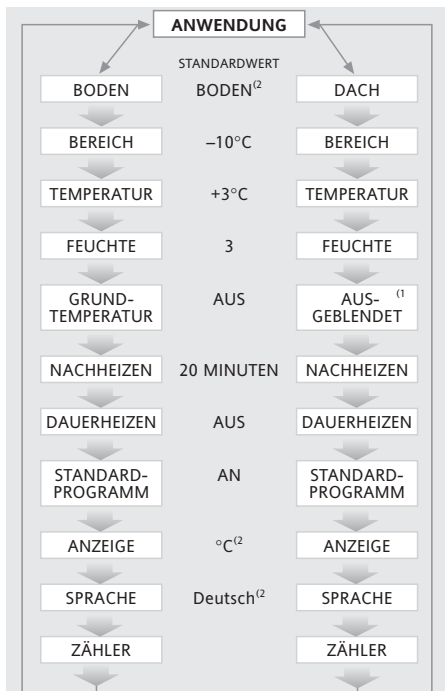 ANWENDUNG
STANDARDWERT
BODEN BODEN(2 DACH
BEREICH –10°C BEREICH
TEMPERATUR +3°C TEMPERATUR
FEUCHTE 3 FEUCHTE
GRUND-
TEMPERATUR
AUS
AUS- (1
GEBLENDET
NACHHEIZEN 20 MINUTEN NACHHEIZEN
DAUERHEIZEN AUS DAUERHEIZEN
STANDARD-
PROGRAMM
AN
STANDARD-
PROGRAMM
ANZEIGE °C(2 ANZEIGE
SPRACHE Deutsch(2 SPRACHE
ZÄHLER ZÄHLER